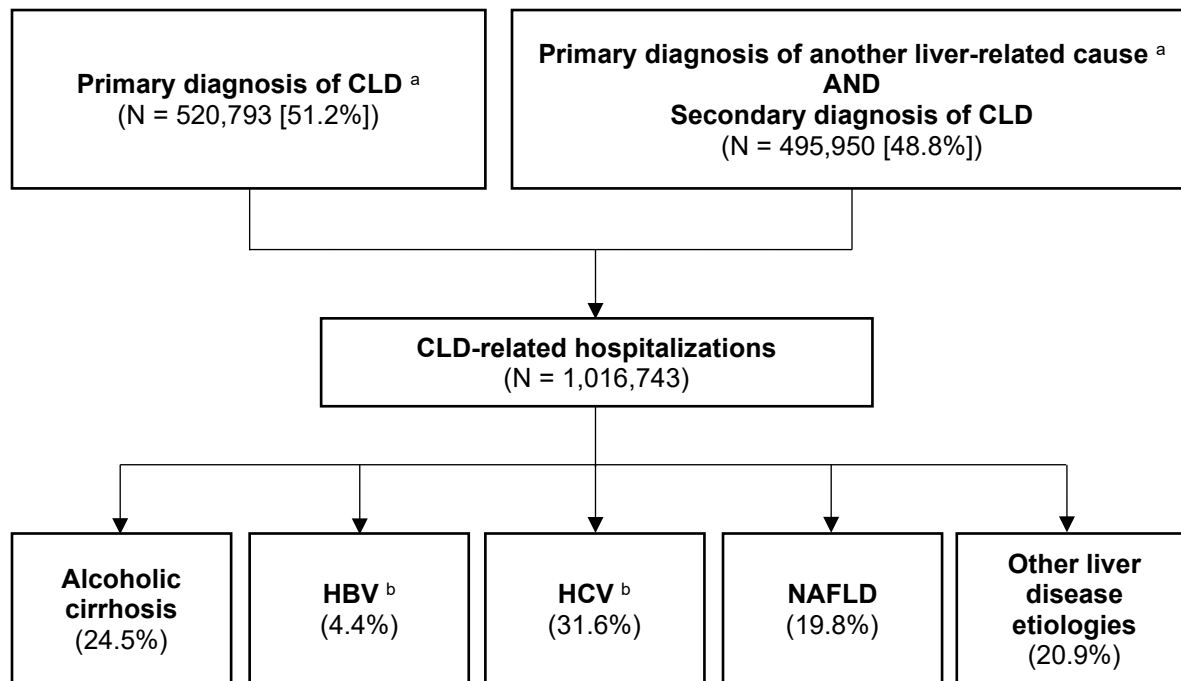 Primary diagnosis of CLD ᵃ
(N = 520,793 [51.2%])
Primary diagnosis of another liver-related cause ᵃ
AND
Secondary diagnosis of CLD
(N = 495,950 [48.8%])
CLD-related hospitalizations
(N = 1,016,743)
Alcoholic
cirrhosis
(24.5%)
HBV ᵇ
(4.4%)
HCV ᵇ
(31.6%)
NAFLD
(19.8%)
Other liver
disease
etiologies
(20.9%)